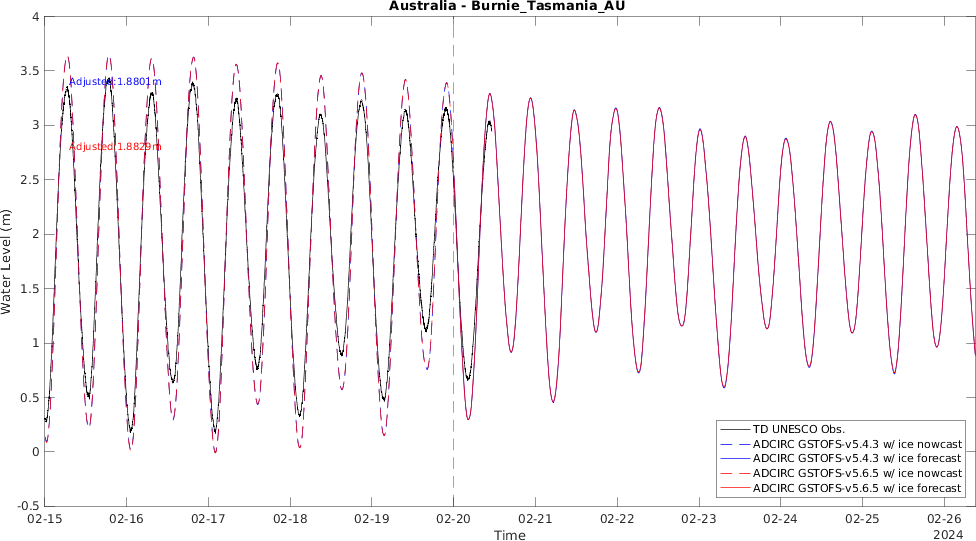 Australia - Burnie_Tasmania_AU
4
3.5
3
2.5
2
1.5
1
0.5
0
-0.5
Water Level (m)
Adjusted:1.8801m
Adjusted:1.8829m
TD UNESCO Obs.
ADCIRC GSTOFS-v5.4.3 w/ ice nowcast
ADCIRC GSTOFS-v5.4.3 w/ ice forecast
ADCIRC GSTOFS-v5.6.5 w/ ice nowcast
ADCIRC GSTOFS-v5.6.5 w/ ice forecast
02-15 02-16 02-17 02-18 02-19 02-20 02-21 02-22 02-23 02-24 02-25 02-26
Time
2024